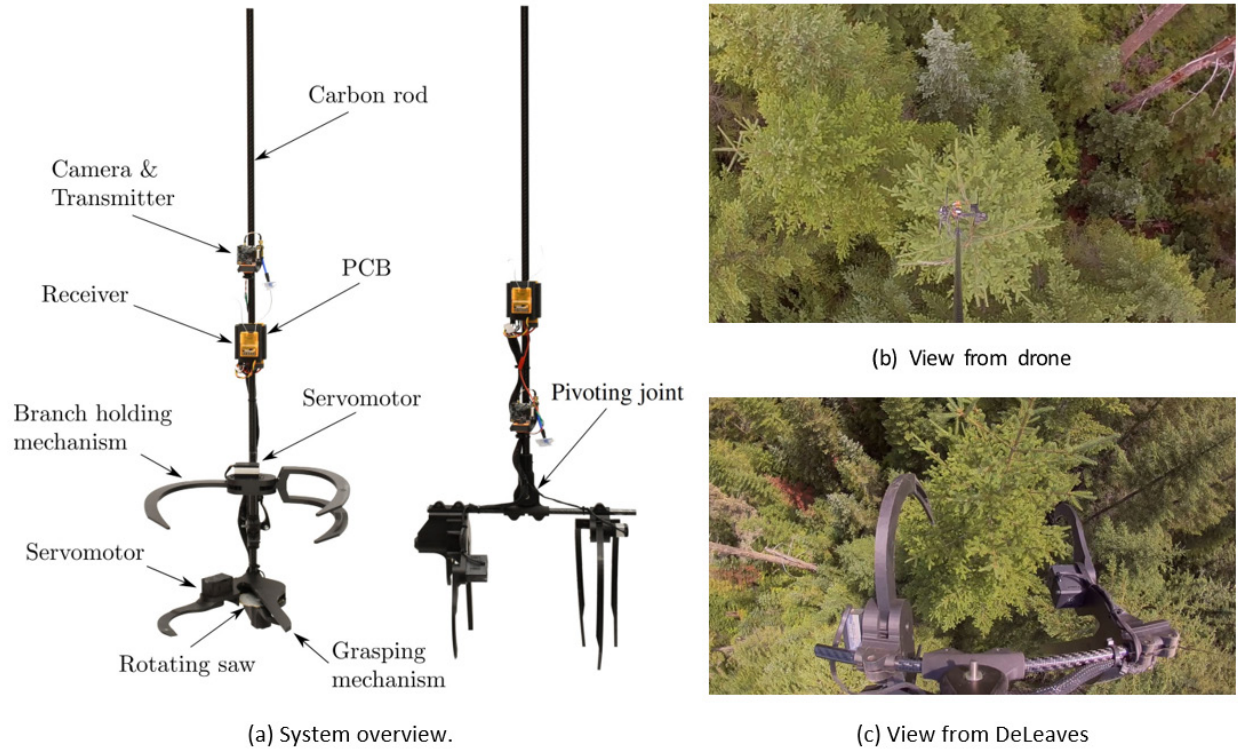 Carbon rod
Camera &
Transmitter
PCB
Receiver
Servomotor
Branch holding
mechanism
Pivoting joint
Servomotor
Rotating saw
Grasping
mechanism
(a) System overview.
(b) View from drone
(c) View from DeLeaves